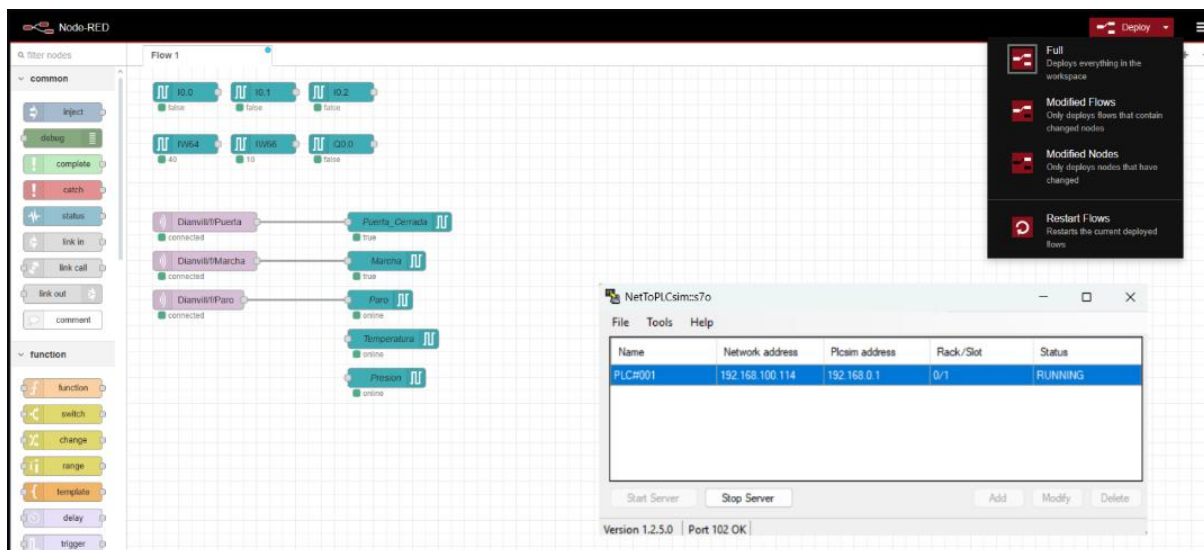 Node-RED
Deploy
filter nodes
Flow 1
common
inject
debug
complete
catch
status
link in
link call
link out
comment
function
function
switch
change
range
template
delay
trigger
I0.0
false
I0.1
false
I0.2
false
IW64
40
IW66
10
Q0.0
false
Dianvill/f/Puerta
connected
Puerta_Cerrada
true
Dianvill/f/Marcha
connected
Marcha
true
Dianvill/f/Paro
connected
Paro
online
Temperatura
online
Presion
online
Full
Deploys everything in the
workspace
Modified Flows
Only deploys flows that contain
changed nodes
Modified Nodes
Only deploys nodes that have
changed
Restart Flows
Restarts the current deployed
flows
NetToPLCsim::s7o
File Tools Help
Name Network address Plcsim address Rack/Slot Status
PLC#001 192.168.100.114 192.168.0.1 0/1 RUNNING
Start Server Stop Server Add Modify Delete
Version 1.2.5.0 Port 102 OK